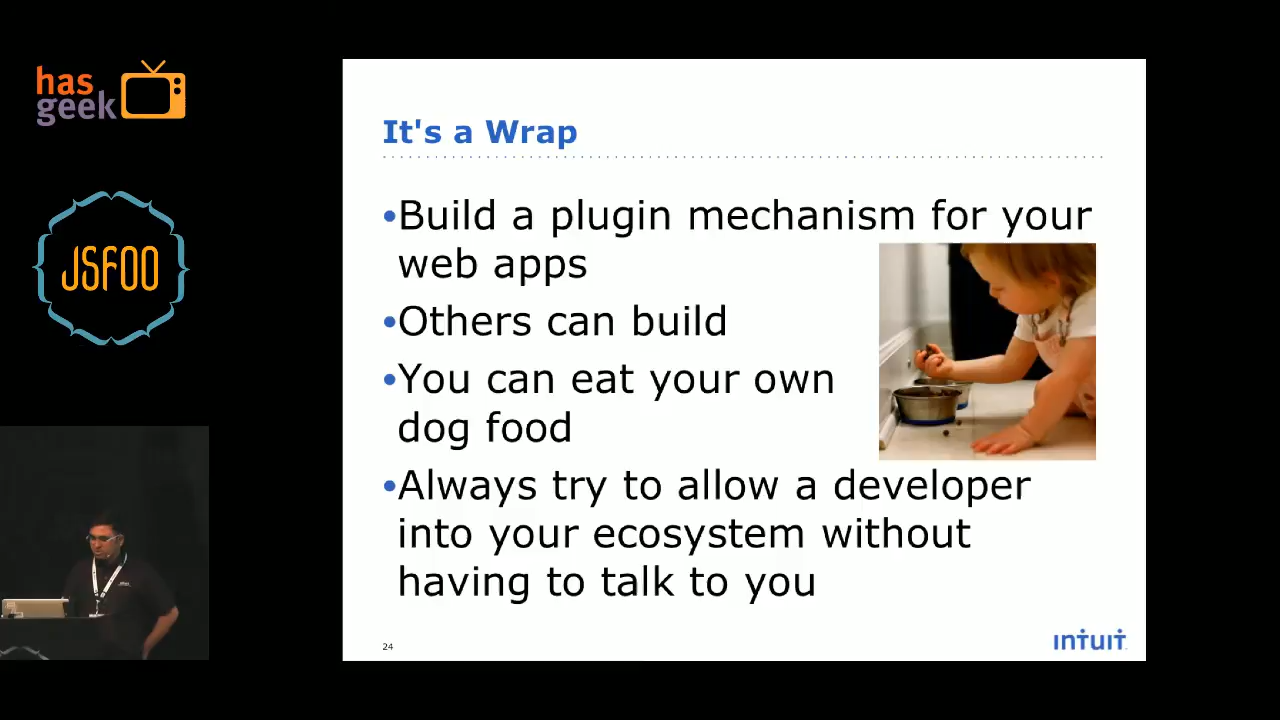 has
geek
JSFOO
It's a Wrap
•Build a plugin mechanism for your
web apps
•Others can build
•You can eat your own
dog food
•Always try to allow a developer
into your ecosystem without
having to talk to you
24
intuit